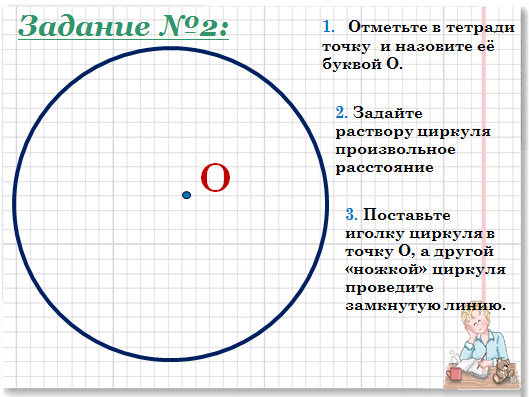 Задание №2:
1. Отметьте в тетради
точку и назовите её
буквой О.
2. Задайте
раствору циркуля
произвольное
расстояние
О
3. Поставьте
иголку циркуля в
точку О, а другой
«ножкой» циркуля
проведите
замкнутую линию.